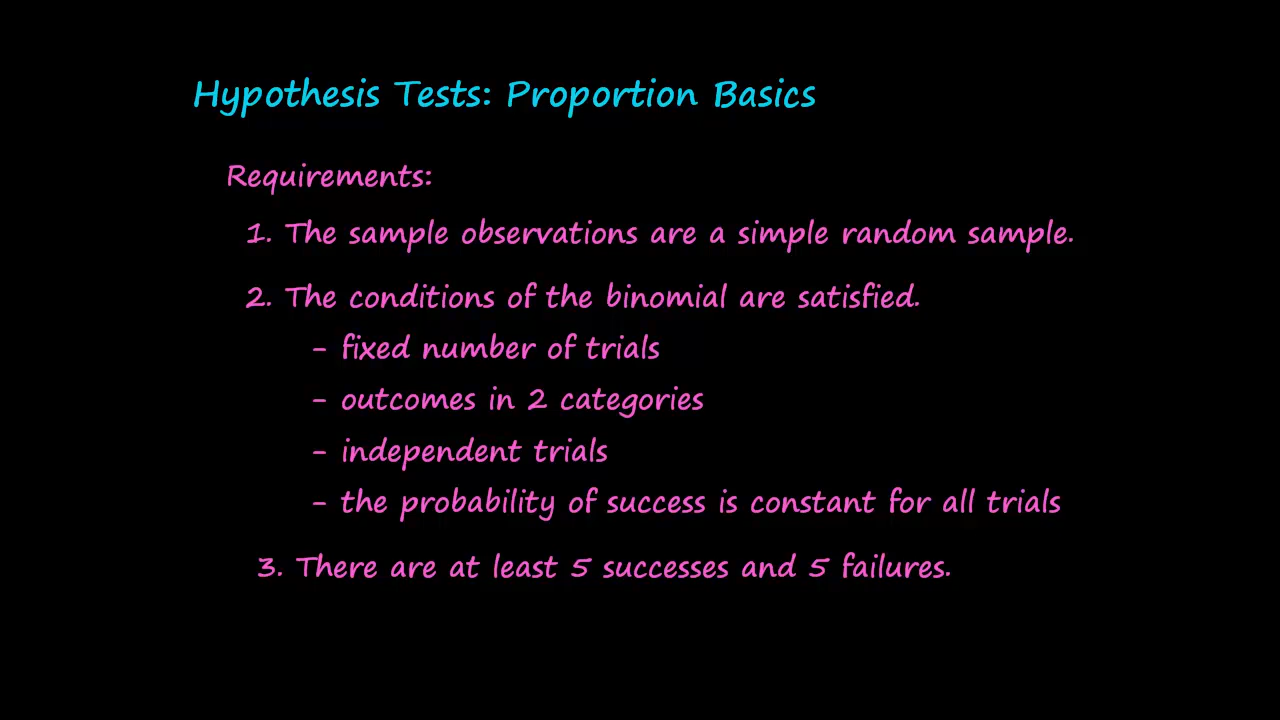 Hypothesis Tests: Proportion Basics
Requirements:
1. The sample observations are a simple random sample.
2. The conditions of the binomial are satisfied.
- fixed number of trials
- outcomes in 2 categories
- independent trials
- the probability of success is constant for all trials
3. There are at least 5 successes and 5 failures.